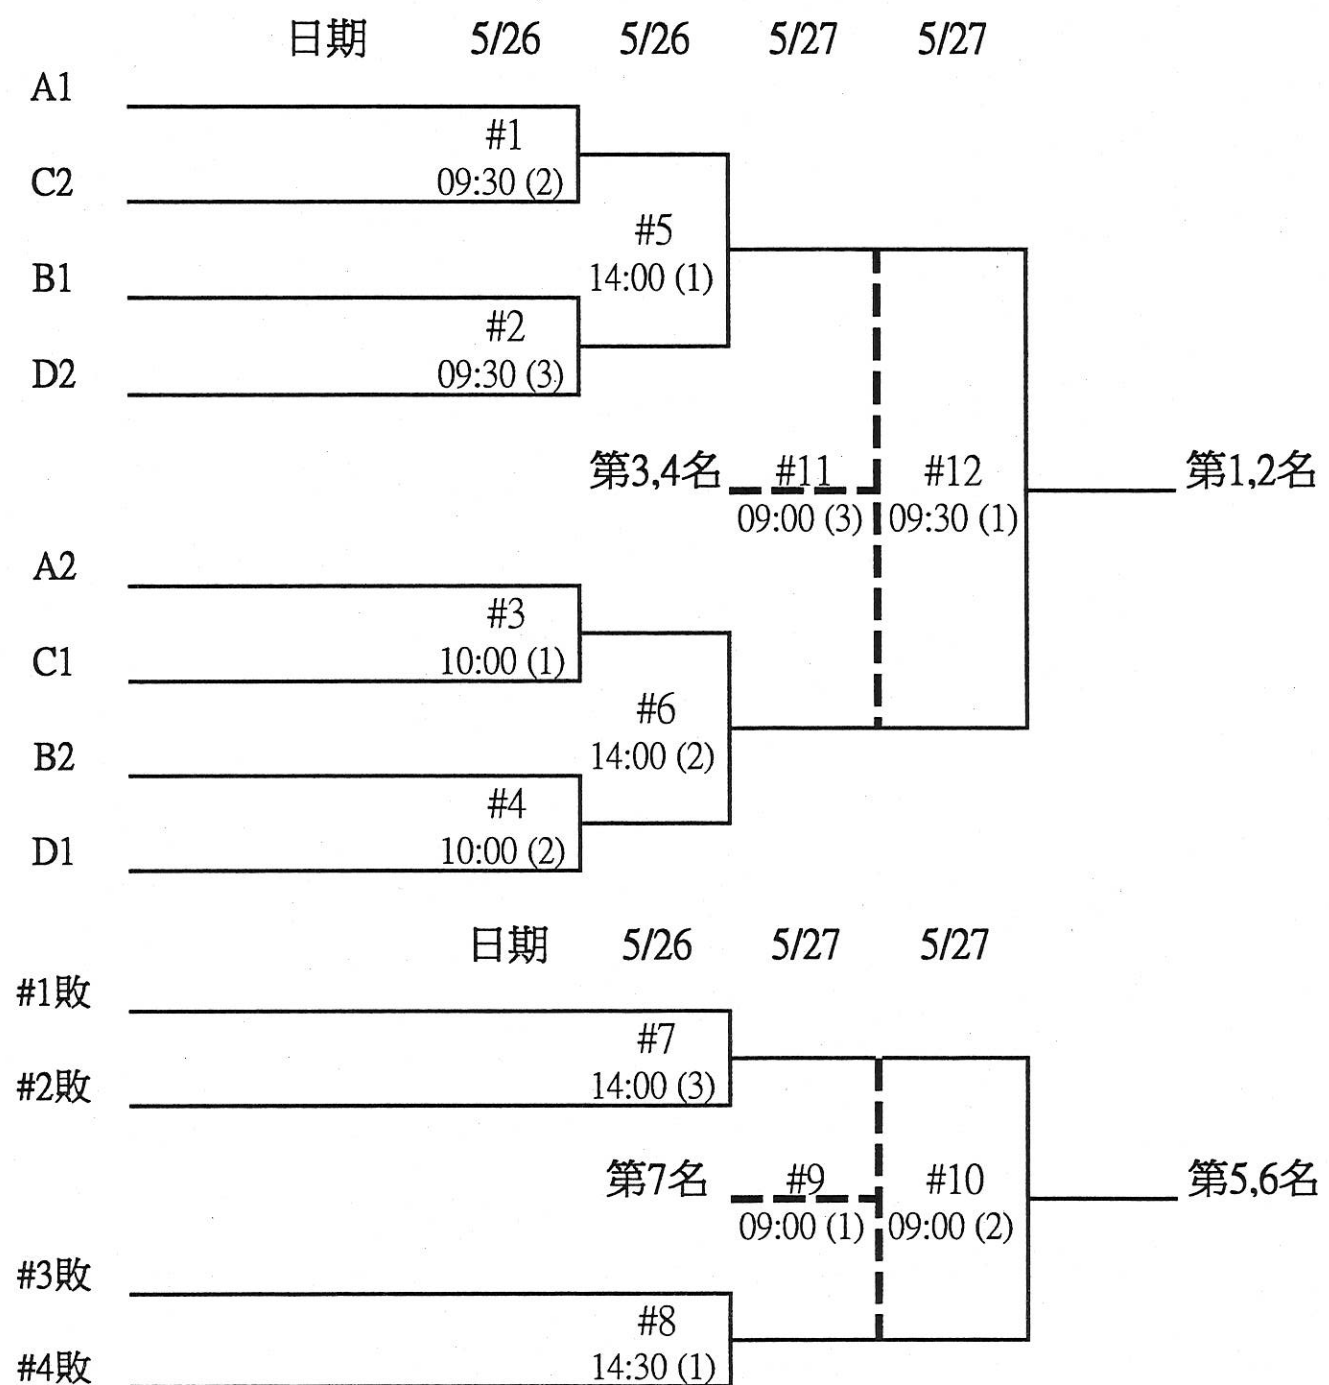 日期 5/26 5/26 5/27 5/27
A1
#1
C2
09:30 (2)
#5
B1
14:00 (1)
#2
D2
09:30 (3)
第3,4名 #11 #12 第1,2名
09:00 (3) 09:30 (1)
A2
#3
C1
10:00 (1)
#6
B2
14:00 (2)
#4
D1
10:00 (2)
日期 5/26 5/27 5/27
#1敗
#7
#2敗
14:00 (3)
第7名 #9 #10 第5,6名
09:00 (1) 09:00 (2)
#3敗
#8
#4敗
14:30 (1)